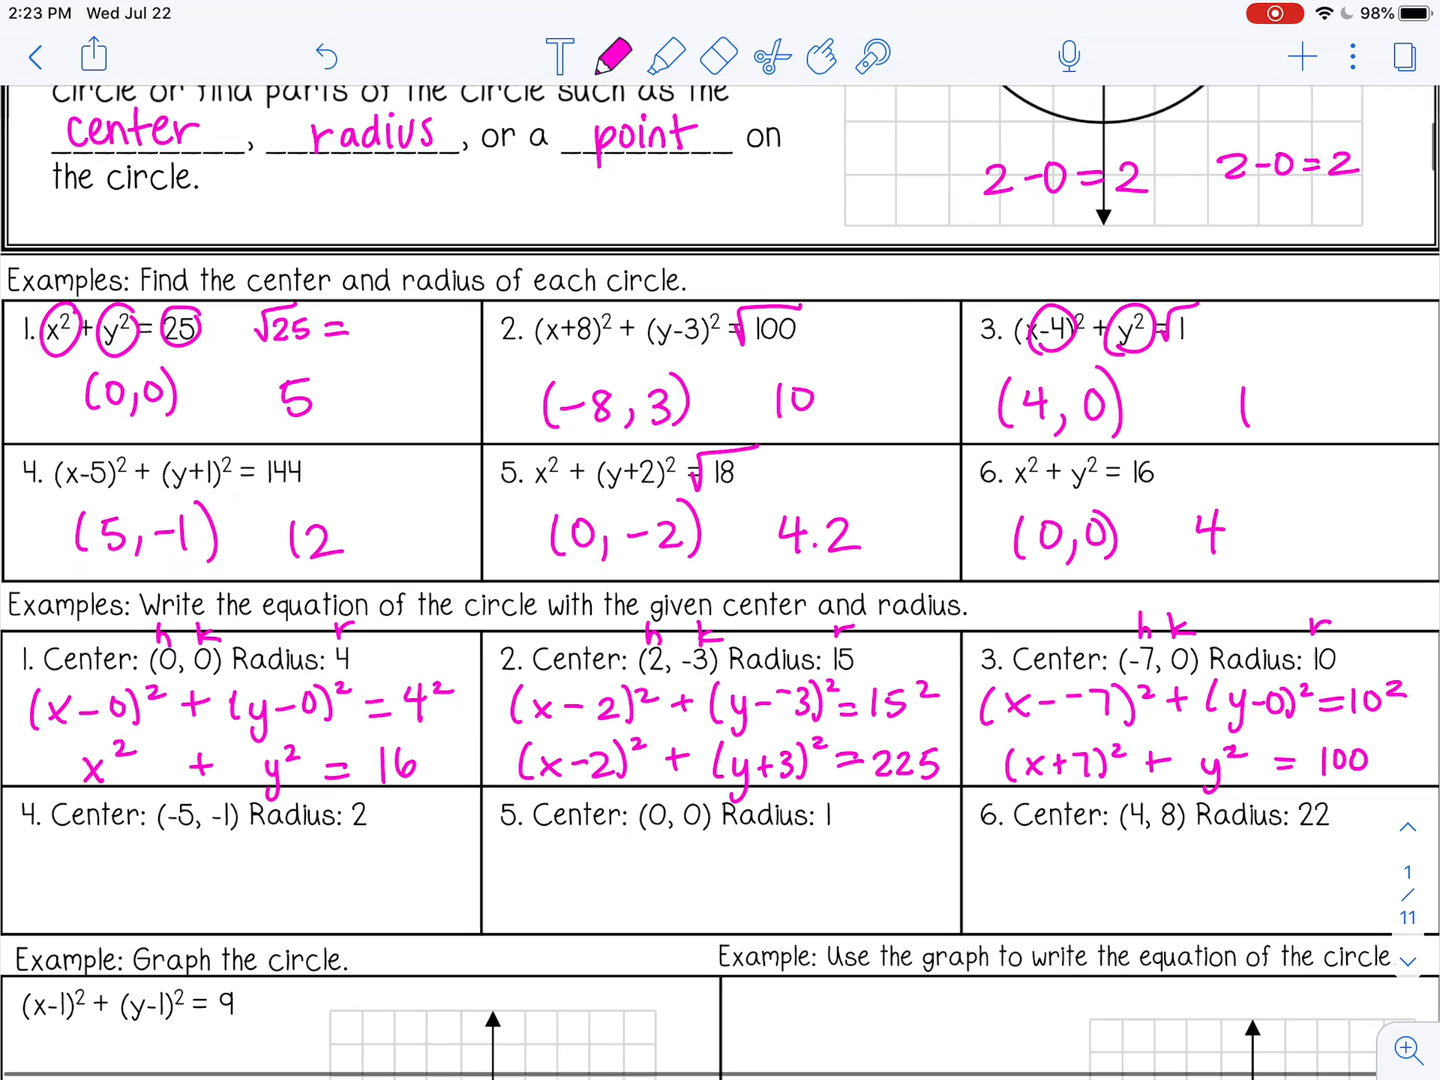 2:23 PM Wed Jul 22 98%
circle or find parts of the circle such as the
center, radius, or a point on
the circle.
2-0=2 2-0=2
Examples: Find the center and radius of each circle.
1. x² + y² = 25 √25 =
(0,0) 5
2. (x+8)² + (y-3)² = √100
(-8, 3) 10
3. (x-4)² + y² = √1
(4, 0) 1
4. (x-5)² + (y+1)² = 144
(5, -1) 12
5. x² + (y+2)² = √18
(0, -2) 4.2
6. x² + y² = 16
(0,0) 4
Examples: Write the equation of the circle with the given center and radius.
h k r
1. Center: (0, 0) Radius: 4
(x-0)² + (y-0)² = 4²
x² + y² = 16
h k r
2. Center: (2, -3) Radius: 15
(x-2)² + (y--3)² = 15²
(x-2)² + (y+3)² = 225
h k r
3. Center: (-7, 0) Radius: 10
(x--7)² + (y-0)² = 10²
(x+7)² + y² = 100
4. Center: (-5, -1) Radius: 2
5. Center: (0, 0) Radius: 1
6. Center: (4, 8) Radius: 22
1
/
11
Example: Graph the circle.
(x-1)² + (y-1)² = 9
Example: Use the graph to write the equation of the circle.